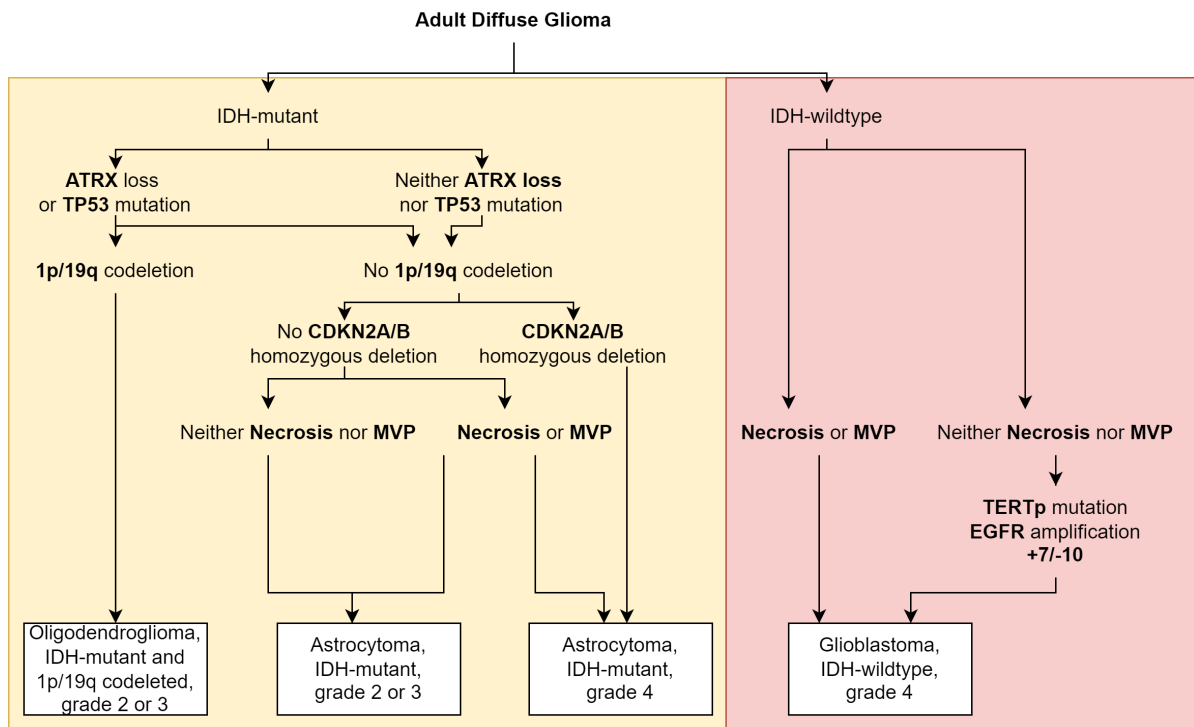 Adult Diffuse Glioma
IDH-mutant
IDH-wildtype
ATRX loss
or TP53 mutation
Neither ATRX loss
nor TP53 mutation
1p/19q codeletion
No 1p/19q codeletion
No CDKN2A/B
homozygous deletion
CDKN2A/B
homozygous deletion
Neither Necrosis nor MVP
Necrosis or MVP
Necrosis or MVP
Neither Necrosis nor MVP
TERTp mutation
EGFR amplification
+7/-10
Oligodendroglioma,
IDH-mutant and
1p/19q codeleted,
grade 2 or 3
Astrocytoma,
IDH-mutant,
grade 2 or 3
Astrocytoma,
IDH-mutant,
grade 4
Glioblastoma,
IDH-wildtype,
grade 4